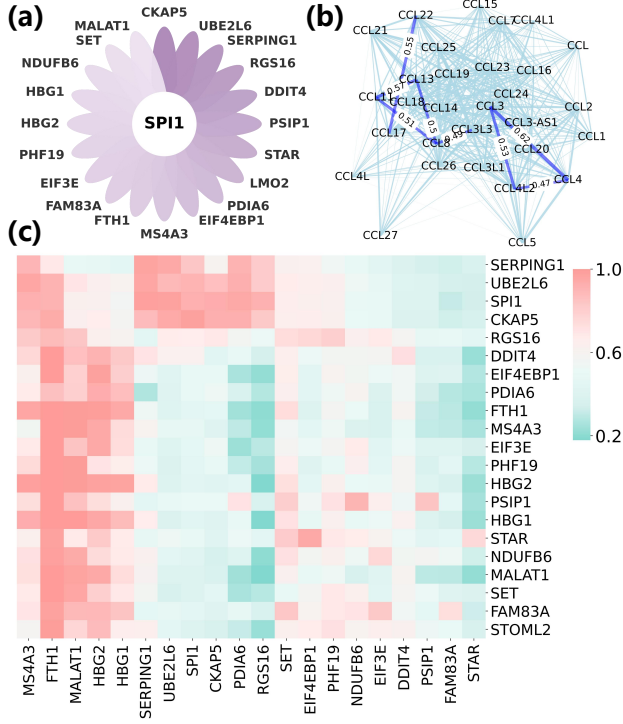 (a)
CKAP5
UBE2L6
SERPING1
RGS16
DDIT4
PSIP1
STAR
LMO2
PDIA6
EIF4EBP1
MS4A3
FTH1
FAM83A
EIF3E
PHF19
HBG2
HBG1
NDUFB6
SET
MALAT1
SPI1
(b)
CCL15
CCL22
CCL7
CCL4L1
CCL21
CCL25
CCL
0.55
CCL13
CCL19
CCL23
CCL16
0.57
CCL11
CCL18
CCL14
CCL24
CCL3
CCL2
0.51
0.5
CCL3-AS1
CCL17
0.49
CCL3L3
0.62
CCL1
CCL8
0.53
CCL20
CCL26
CCL3L1
CCL4L
CCL4L2
0.47
CCL4
CCL27
CCL5
(c)
SERPING1
UBE2L6
SPI1
CKAP5
RGS16
DDIT4
EIF4EBP1
PDIA6
FTH1
MS4A3
EIF3E
PHF19
HBG2
PSIP1
HBG1
STAR
NDUFB6
MALAT1
SET
FAM83A
STOML2
1.0
0.6
0.2
MS4A3
FTH1
MALAT1
HBG2
HBG1
SERPING1
UBE2L6
SPI1
CKAP5
PDIA6
RGS16
SET
EIF4EBP1
PHF19
NDUFB6
EIF3E
DDIT4
PSIP1
FAM83A
STAR